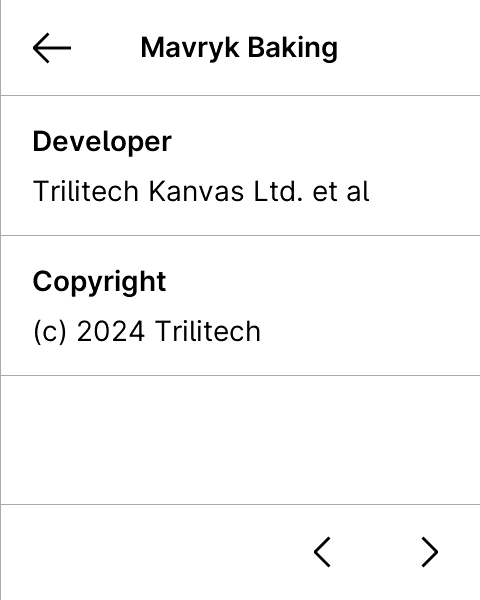 Mavryk Baking
Developer
Trilitech Kanvas Ltd. et al
Copyright
(c) 2024 Trilitech